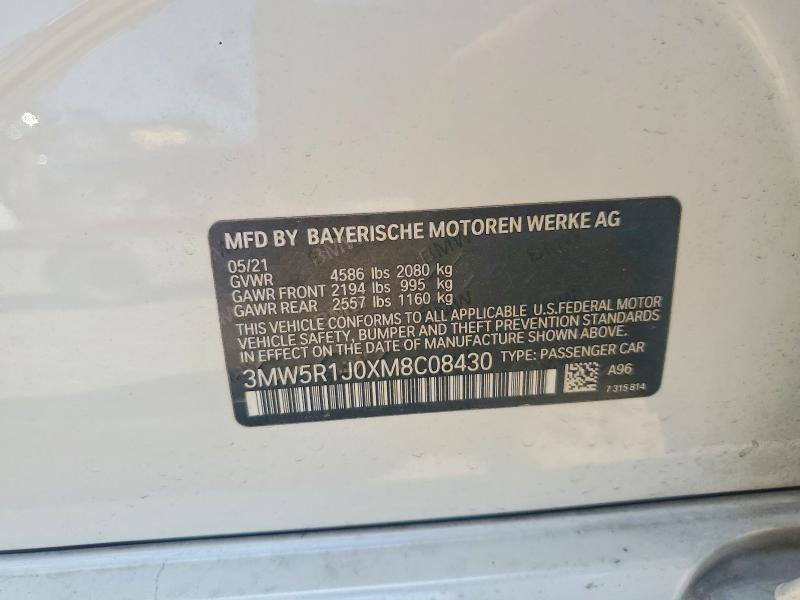 MFD BY BAYERISCHE MOTOREN WERKE AG
05/21
GVWR 4586 lbs 2080 kg
GAWR FRONT 2194 lbs 995 kg
GAWR REAR 2557 lbs 1160 kg
THIS VEHICLE CONFORMS TO ALL APPLICABLE U.S.FEDERAL MOTOR
VEHICLE SAFETY, BUMPER AND THEFT PREVENTION STANDARDS
IN EFFECT ON THE DATE OF MANUFACTURE SHOWN ABOVE.
3MW5R1J0XM8C08430 TYPE: PASSENGER CAR
A96
7 315 814